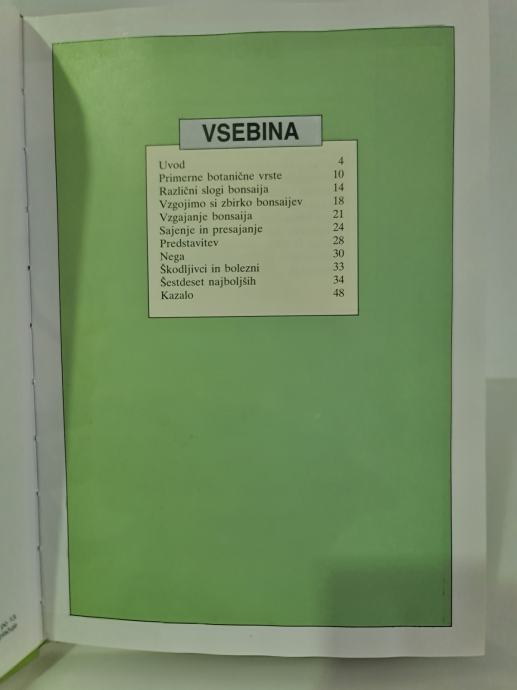 VSEBINA
Uvod 4
Primerne botanične vrste 10
Različni slogi bonsaija 14
Vzgojimo si zbirko bonsaijev 18
Vzgajanje bonsaija 21
Sajenje in presajanje 24
Predstavitev 28
Nega 30
Škodljivci in bolezni 33
Šestdeset najboljših 34
Kazalo 48